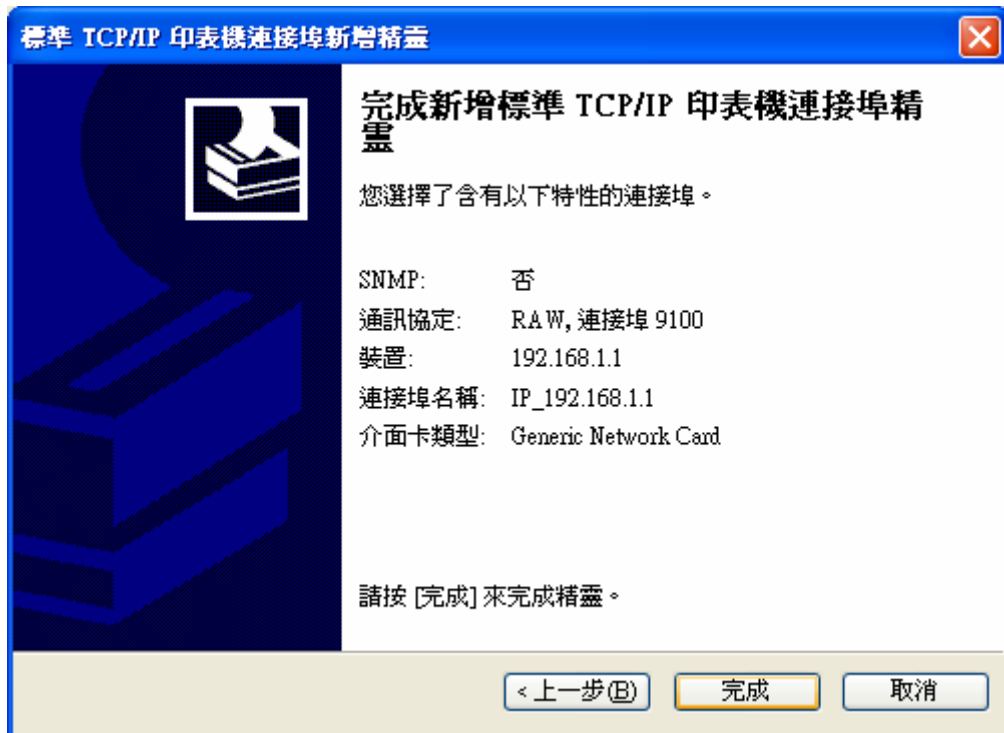 標準 TCP/IP 印表機連接埠新增精靈
完成新增標準 TCP/IP 印表機連接埠精
靈
您選擇了含有以下特性的連接埠。
SNMP: 否
通訊協定: RAW, 連接埠 9100
裝置: 192.168.1.1
連接埠名稱: IP_192.168.1.1
介面卡類型: Generic Network Card
請按 [完成] 來完成精靈。
<上一步(B) 完成 取消